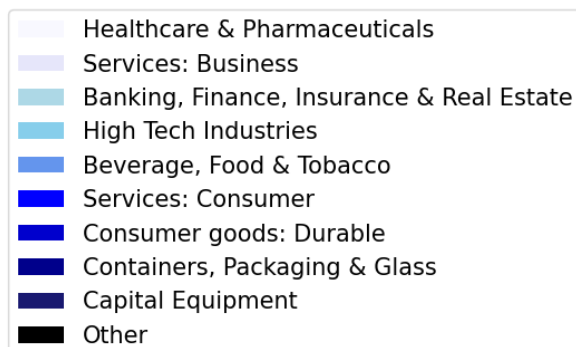 Healthcare & Pharmaceuticals
Services: Business
Banking, Finance, Insurance & Real Estate
High Tech Industries
Beverage, Food & Tobacco
Services: Consumer
Consumer goods: Durable
Containers, Packaging & Glass
Capital Equipment
Other